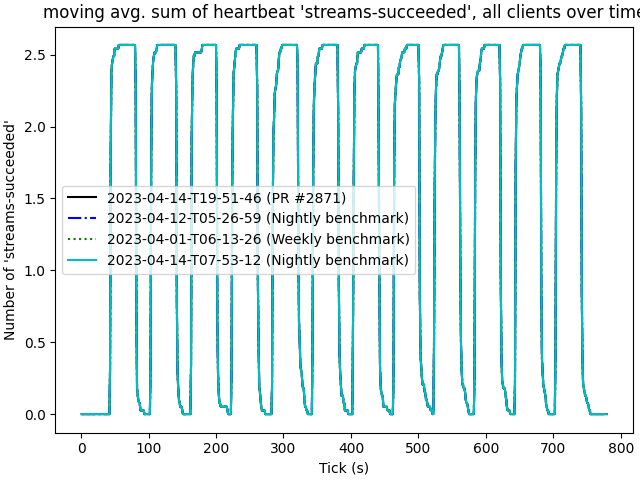 moving avg. sum of heartbeat 'streams-succeeded', all clients over time
2.5
2.0
1.5
1.0
0.5
0.0
Number of 'streams-succeeded'
2023-04-14-T19-51-46 (PR #2871)
2023-04-12-T05-26-59 (Nightly benchmark)
2023-04-01-T06-13-26 (Weekly benchmark)
2023-04-14-T07-53-12 (Nightly benchmark)
0 100 200 300 400 500 600 700 800
Tick (s)